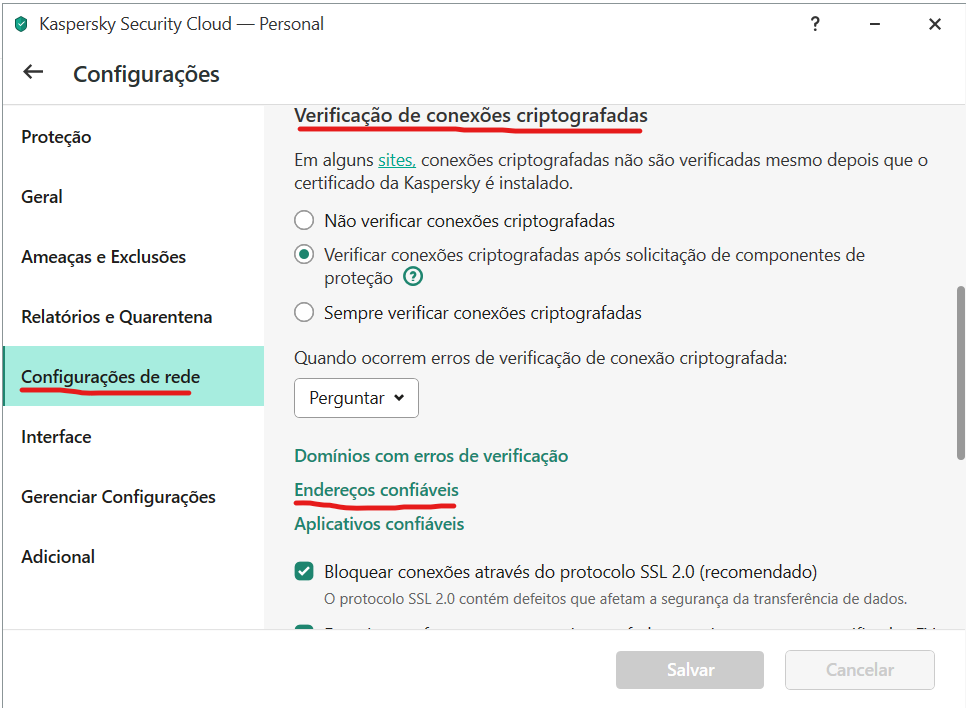 Kaspersky Security Cloud — Personal
?
Configurações
Proteção
Geral
Ameaças e Exclusões
Relatórios e Quarentena
Configurações de rede
Interface
Gerenciar Configurações
Adicional
Verificação de conexões criptografadas
Em alguns sites, conexões criptografadas não são verificadas mesmo depois que o
certificado da Kaspersky é instalado.
Não verificar conexões criptografadas
Verificar conexões criptografadas após solicitação de componentes de
proteção ?
Sempre verificar conexões criptografadas
Quando ocorrem erros de verificação de conexão criptografada:
Perguntar
Domínios com erros de verificação
Endereços confiáveis
Aplicativos confiáveis
Bloquear conexões através do protocolo SSL 2.0 (recomendado)
O protocolo SSL 2.0 contém defeitos que afetam a segurança da transferência de dados.
Salvar
Cancelar